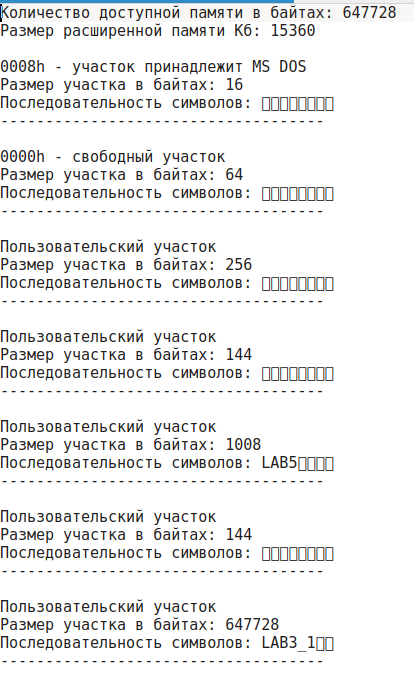 Количество доступной памяти в байтах: 647728
Размер расширенной памяти Кб: 15360
0008h - участок принадлежит MS DOS
Размер участка в байтах: 16
Последовательность символов: □□□□□□□□
------------------------------------
0000h - свободный участок
Размер участка в байтах: 64
Последовательность символов: □□□□□□□□
------------------------------------
Пользовательский участок
Размер участка в байтах: 256
Последовательность символов: □□□□□□□□
------------------------------------
Пользовательский участок
Размер участка в байтах: 144
Последовательность символов: □□□□□□□□
------------------------------------
Пользовательский участок
Размер участка в байтах: 1008
Последовательность символов: LAB5□□□□
------------------------------------
Пользовательский участок
Размер участка в байтах: 144
Последовательность символов: □□□□□□□□
------------------------------------
Пользовательский участок
Размер участка в байтах: 647728
Последовательность символов: LAB3_1□□
------------------------------------